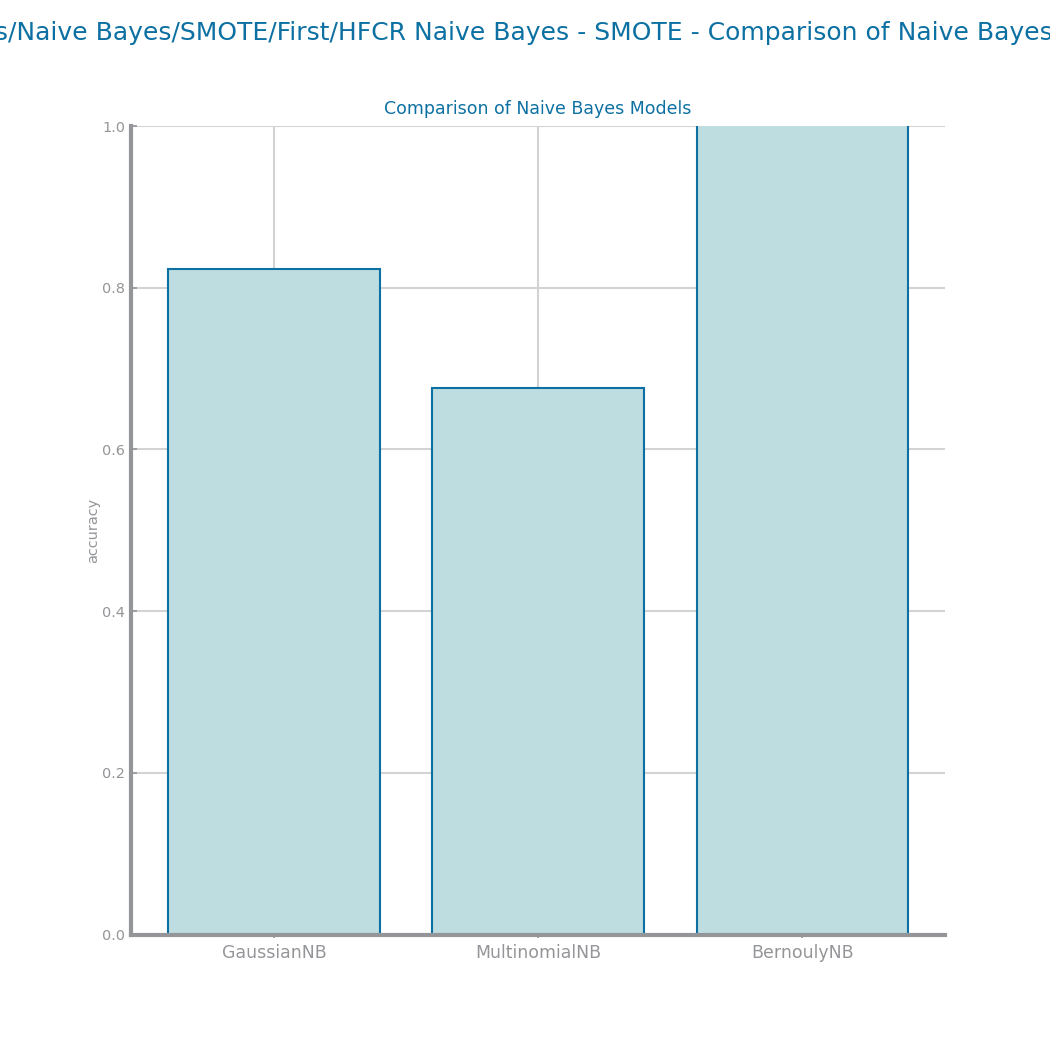 s/Naive Bayes/SMOTE/First/HFCR Naive Bayes - SMOTE - Comparison of Naive Bayes
Comparison of Naive Bayes Models
1.0
0.8
0.6
0.4
0.2
0.0
accuracy
GaussianNB
MultinomialNB
BernoulyNB